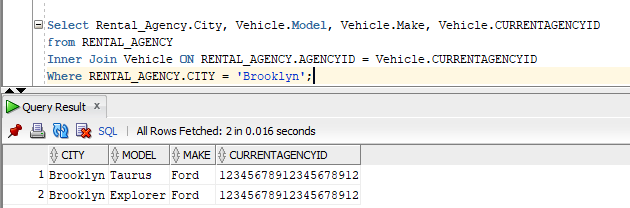 Select Rental_Agency.City, Vehicle.Model, Vehicle.Make, Vehicle.CURRENTAGENCYID
from RENTAL_AGENCY
Inner Join Vehicle ON RENTAL_AGENCY.AGENCYID = Vehicle.CURRENTAGENCYID
Where RENTAL_AGENCY.CITY = 'Brooklyn';
Query Result x
SQL | All Rows Fetched: 2 in 0.016 seconds
CITY MODEL MAKE CURRENTAGENCYID
1 Brooklyn Taurus Ford 12345678912345678912
2 Brooklyn Explorer Ford 12345678912345678912